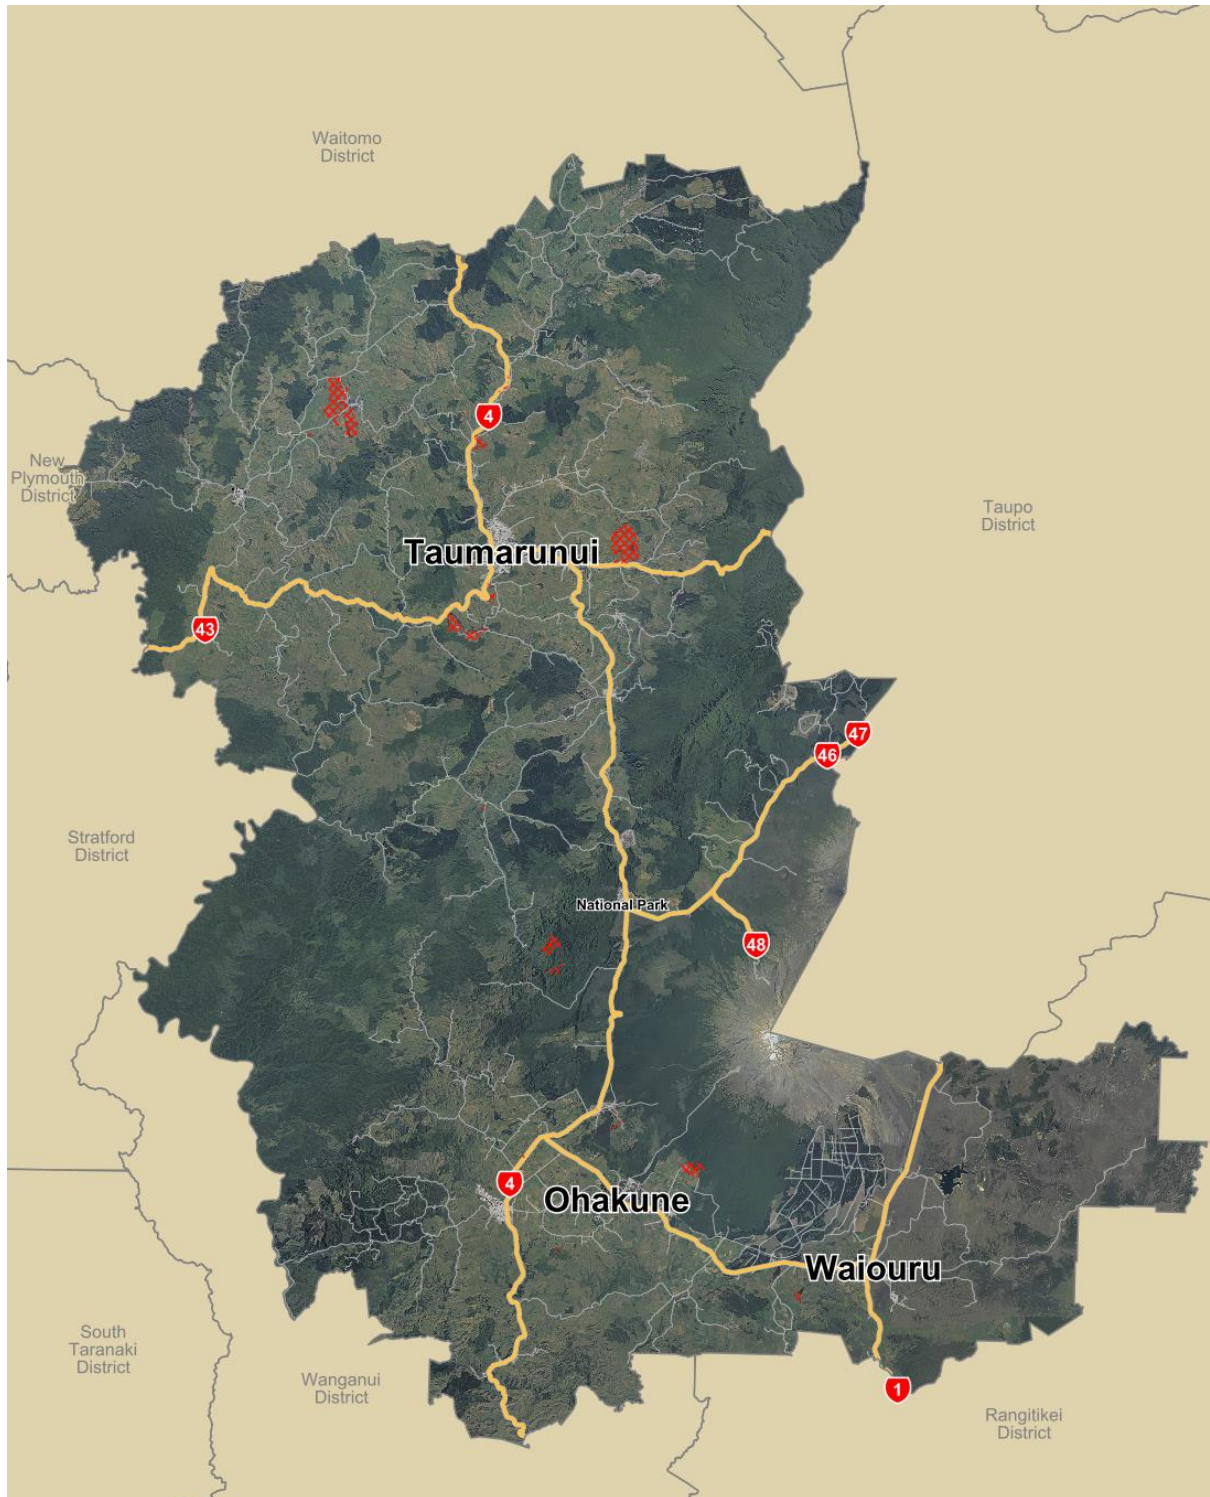 Waitomo
District
4
New
Plymouth
District
Taupo
District
Taumarunui
43
47
46
Stratford
District
National Park
48
4
Ohakune
Waiouru
South
Taranaki
District
Wanganui
District
1
Rangitikei
District